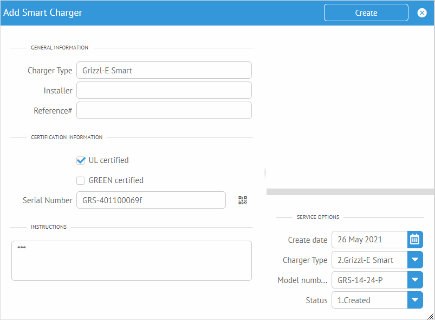 Add Smart Charger
Create
GENERAL INFORMATION
Charger Type Grizzl-E Smart
Installer
Reference#
CERTIFICATION INFORMATION
UL certified
GREEN certified
Serial Number GRS-401100069f
INSTRUCTIONS
SERVICE OPTIONS
Create date 26 May 2021
Charger Type 2.Grizzl-E Smart
Model numb... GRS-14-24-P
Status 1.Created